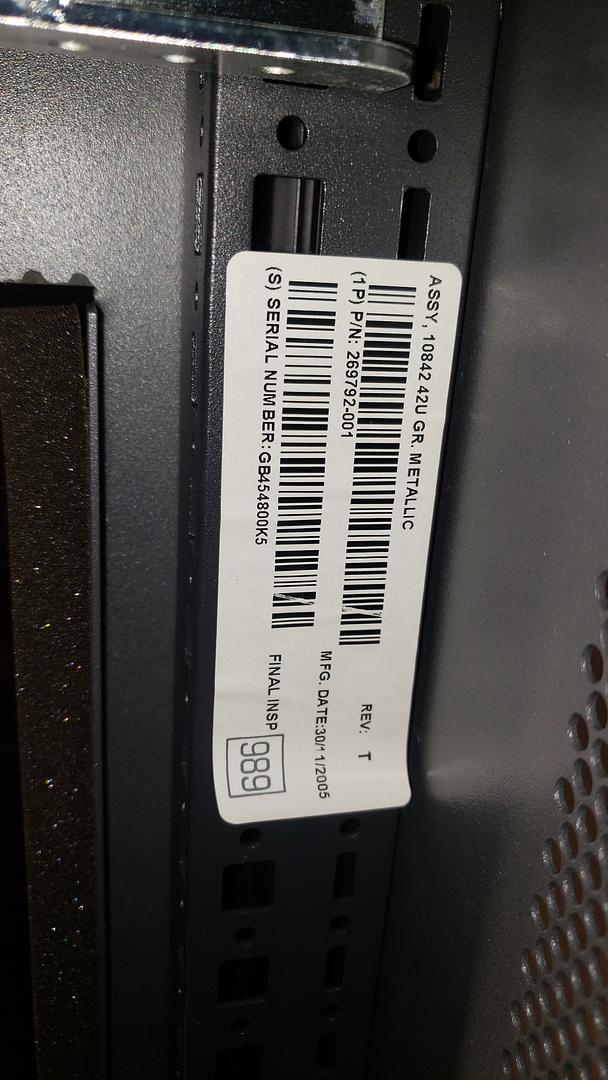 ASSY, 10842 42U GR. METALLIC
(1P) P/N: 269792-001
REV: T
(S) SERIAL NUMBER:GB454800K5
MFG. DATE:30/11/2005
FINAL INSP
989